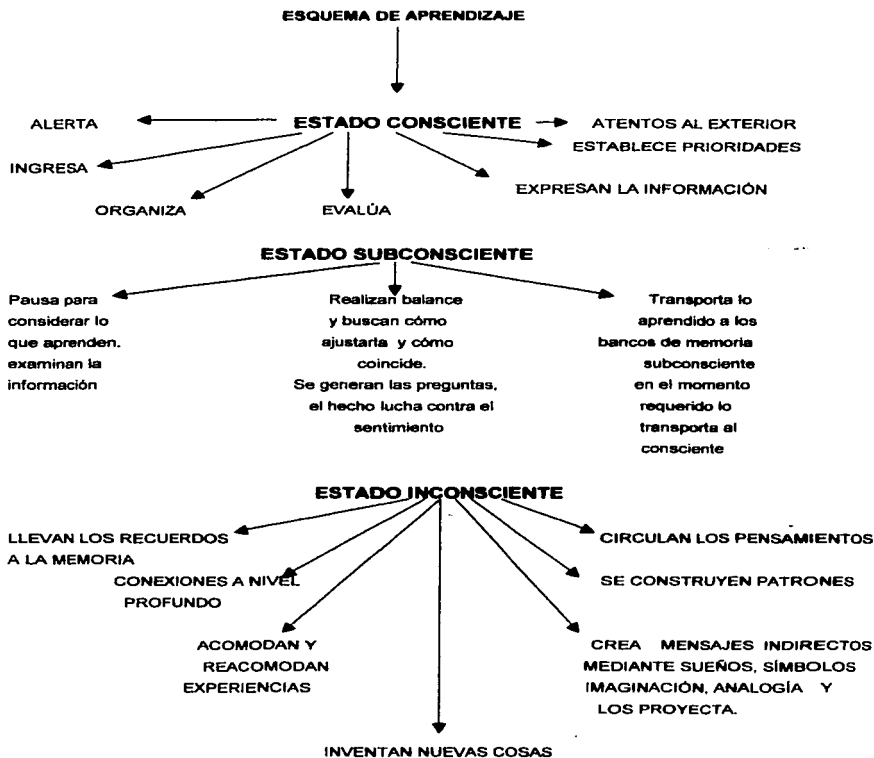 ESQUEMA DE APRENDIZAJE
ALERTA
ESTADO CONSCIENTE
ATENTOS AL EXTERIOR
ESTABLECE PRIORIDADES
INGRESA
EXPRESAN LA INFORMACIÓN
ORGANIZA
EVALÚA
ESTADO SUBCONSCIENTE
Pausa para
considerar lo
que aprenden.
examinan la
información
Realizan balance
y buscan cómo
ajustarla y cómo
coincide.
Se generan las preguntas,
el hecho lucha contra el
sentimiento
Transporta lo
aprendido a los
bancos de memoria
subconsciente
en el momento
requerido lo
transporta al
consciente
ESTADO INCONSCIENTE
LLEVAN LOS RECUERDOS
A LA MEMORIA
CONEXIONES A NIVEL
PROFUNDO
ACOMODAN Y
REACOMODAN
EXPERIENCIAS
INVENTAN NUEVAS COSAS
CIRCULAN LOS PENSAMIENTOS
SE CONSTRUYEN PATRONES
CREA MENSAJES INDIRECTOS
MEDIANTE SUEÑOS, SÍMBOLOS
IMAGINACIÓN, ANALOGÍA Y
LOS PROYECTA.